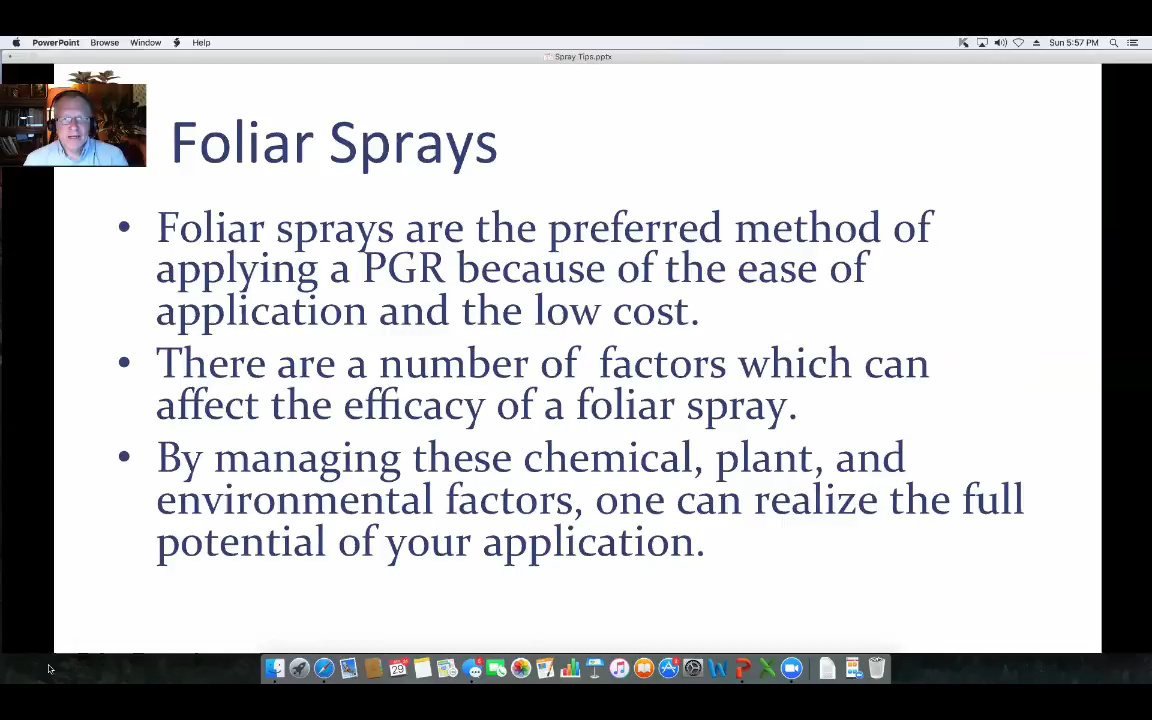 PowerPoint Browse Window Help
Sun 5:57 PM
Spray Tips.pptx
Foliar Sprays
• Foliar sprays are the preferred method of
applying a PGR because of the ease of
application and the low cost.
• There are a number of factors which can
affect the efficacy of a foliar spray.
• By managing these chemical, plant, and
environmental factors, one can realize the full
potential of your application.
29